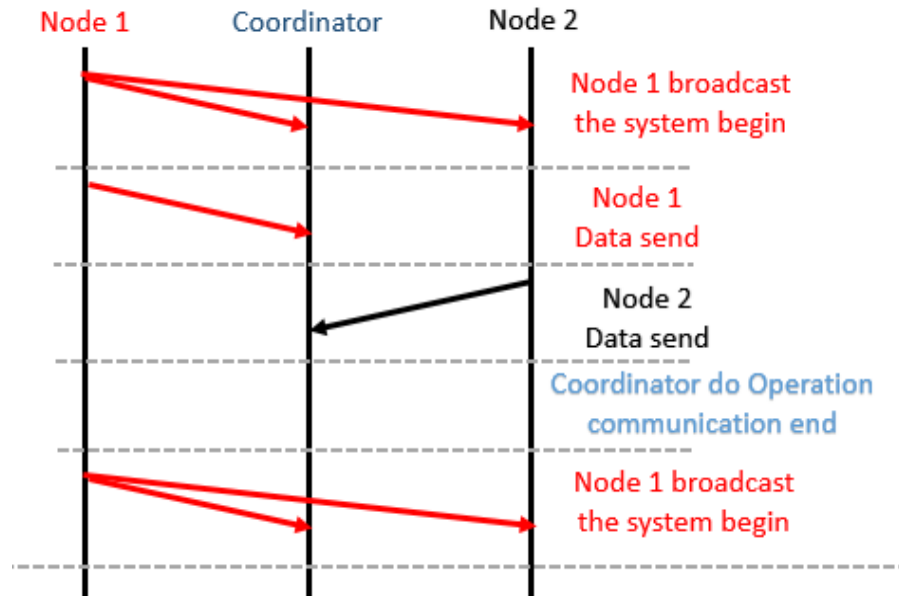 Node 1
Coordinator
Node 2
Node 1 broadcast
the system begin
Node 1
Data send
Node 2
Data send
Coordinator do Operation
communication end
Node 1 broadcast
the system begin